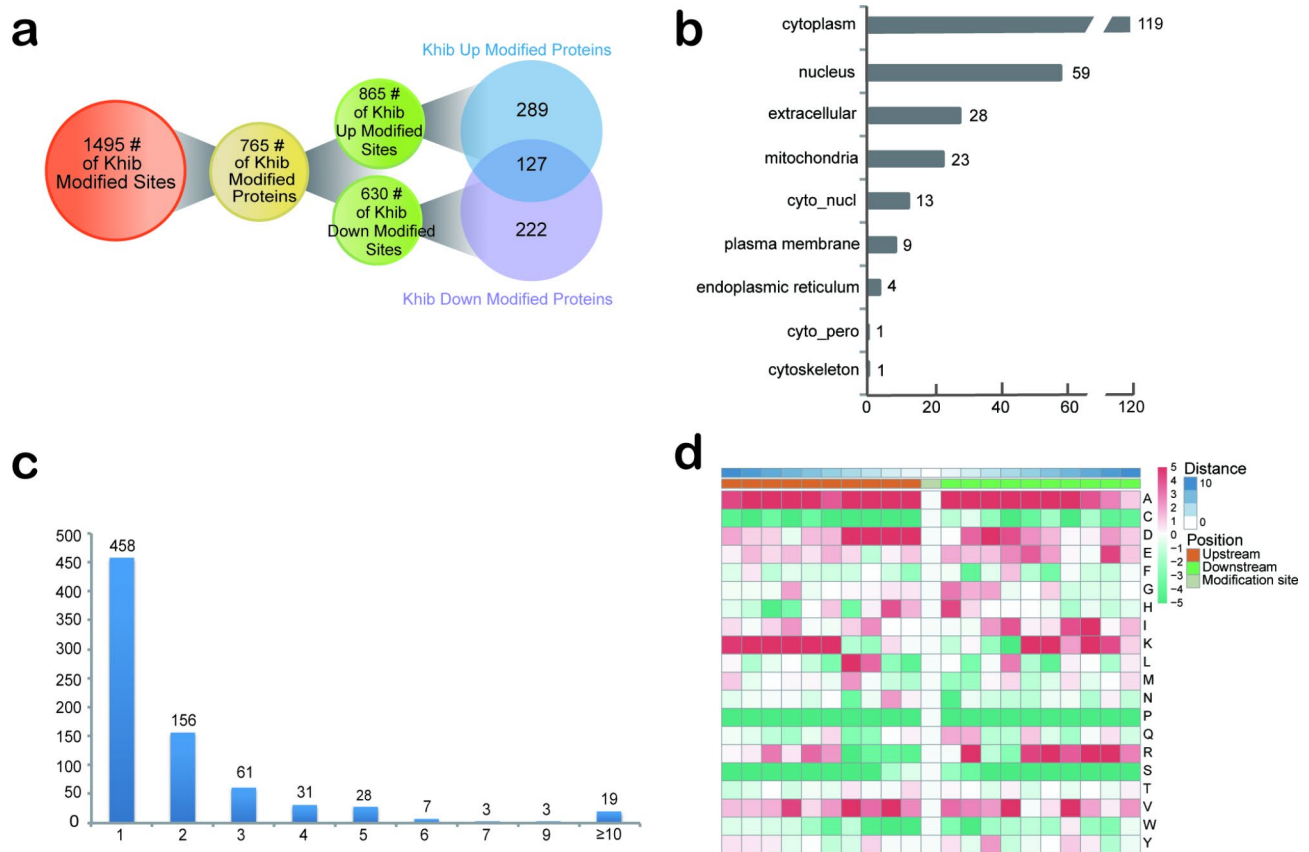 a
Khib Up Modified Proteins
1495 #
of Khib
Modified Sites
765 #
of Khib
Modified
Proteins
865 #
of Khib
Up Modified
Sites
630 #
of Khib
Down Modified
Sites
289
127
222
Khib Down Modified Proteins
b
cytoplasm 119
nucleus 59
extracellular 28
mitochondria 23
cyto_nucl 13
plasma membrane 9
endoplasmic reticulum 4
cyto_pero 1
cytoskeleton 1
0 20 40 60 120
c
500
450
400
350
300
250
200
150
100
50
0
458
156
61
31
28
7
3
3
19
1 2 3 4 5 6 7 9 ≥10
d
5
4
3
2
1
0
−1
−2
−3
−4
−5
Distance
10
0
Position
Upstream
Downstream
Modification site
A
C
D
E
F
G
H
I
K
L
M
N
P
Q
R
S
T
V
W
Y